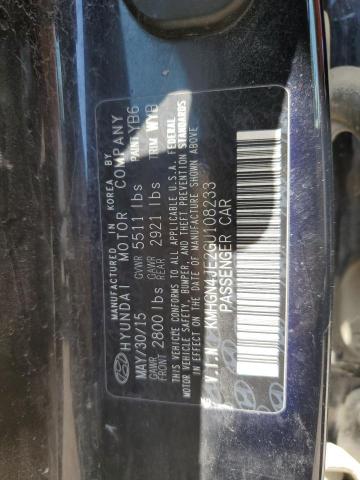 MANUFACTURED BY
IN KOREA
HYUNDAI MOTOR COMPANY
MAY/30/15 GVWR 5511 lbs PAINT YB6
GAWR FRONT 2800 lbs GAWR REAR 2921 lbs TRIM WYB
THIS VEHICLE CONFORMS TO ALL APPLICABLE U.S.A. FEDERAL
MOTOR VEHICLE SAFETY, BUMPER, AND THEFT PREVENTION STANDARDS
IN EFFECT ON THE DATE OF MANUFACTURE SHOWN ABOVE
V.I.N. KMHGN4JE2GU108233
PASSENGER CAR